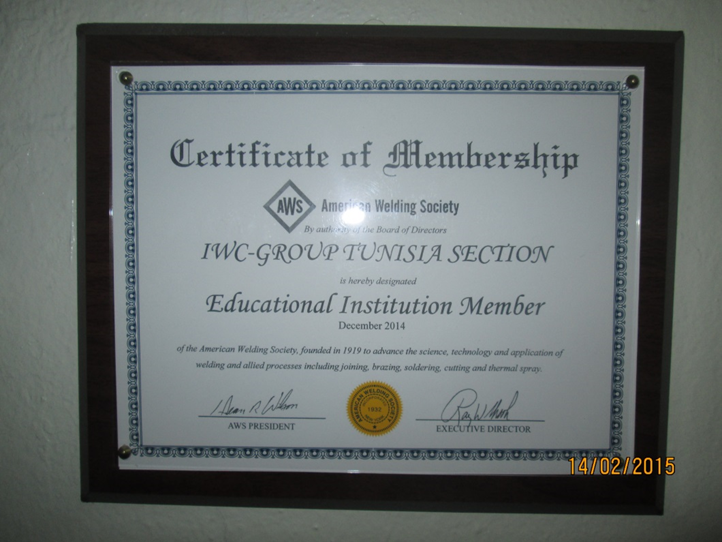 Certificate of Membership
AWS American Welding Society
By authority of the Board of Directors
IWC-GROUP TUNISIA SECTION
is hereby designated
Educational Institution Member
December 2014
of the American Welding Society, founded in 1919 to advance the science, technology and application of
welding and allied processes including joining, brazing, soldering, cutting and thermal spray.
AMERICAN WELDING SOCIETY
AWS PRESIDENT
EXECUTIVE DIRECTOR
14/02/2015